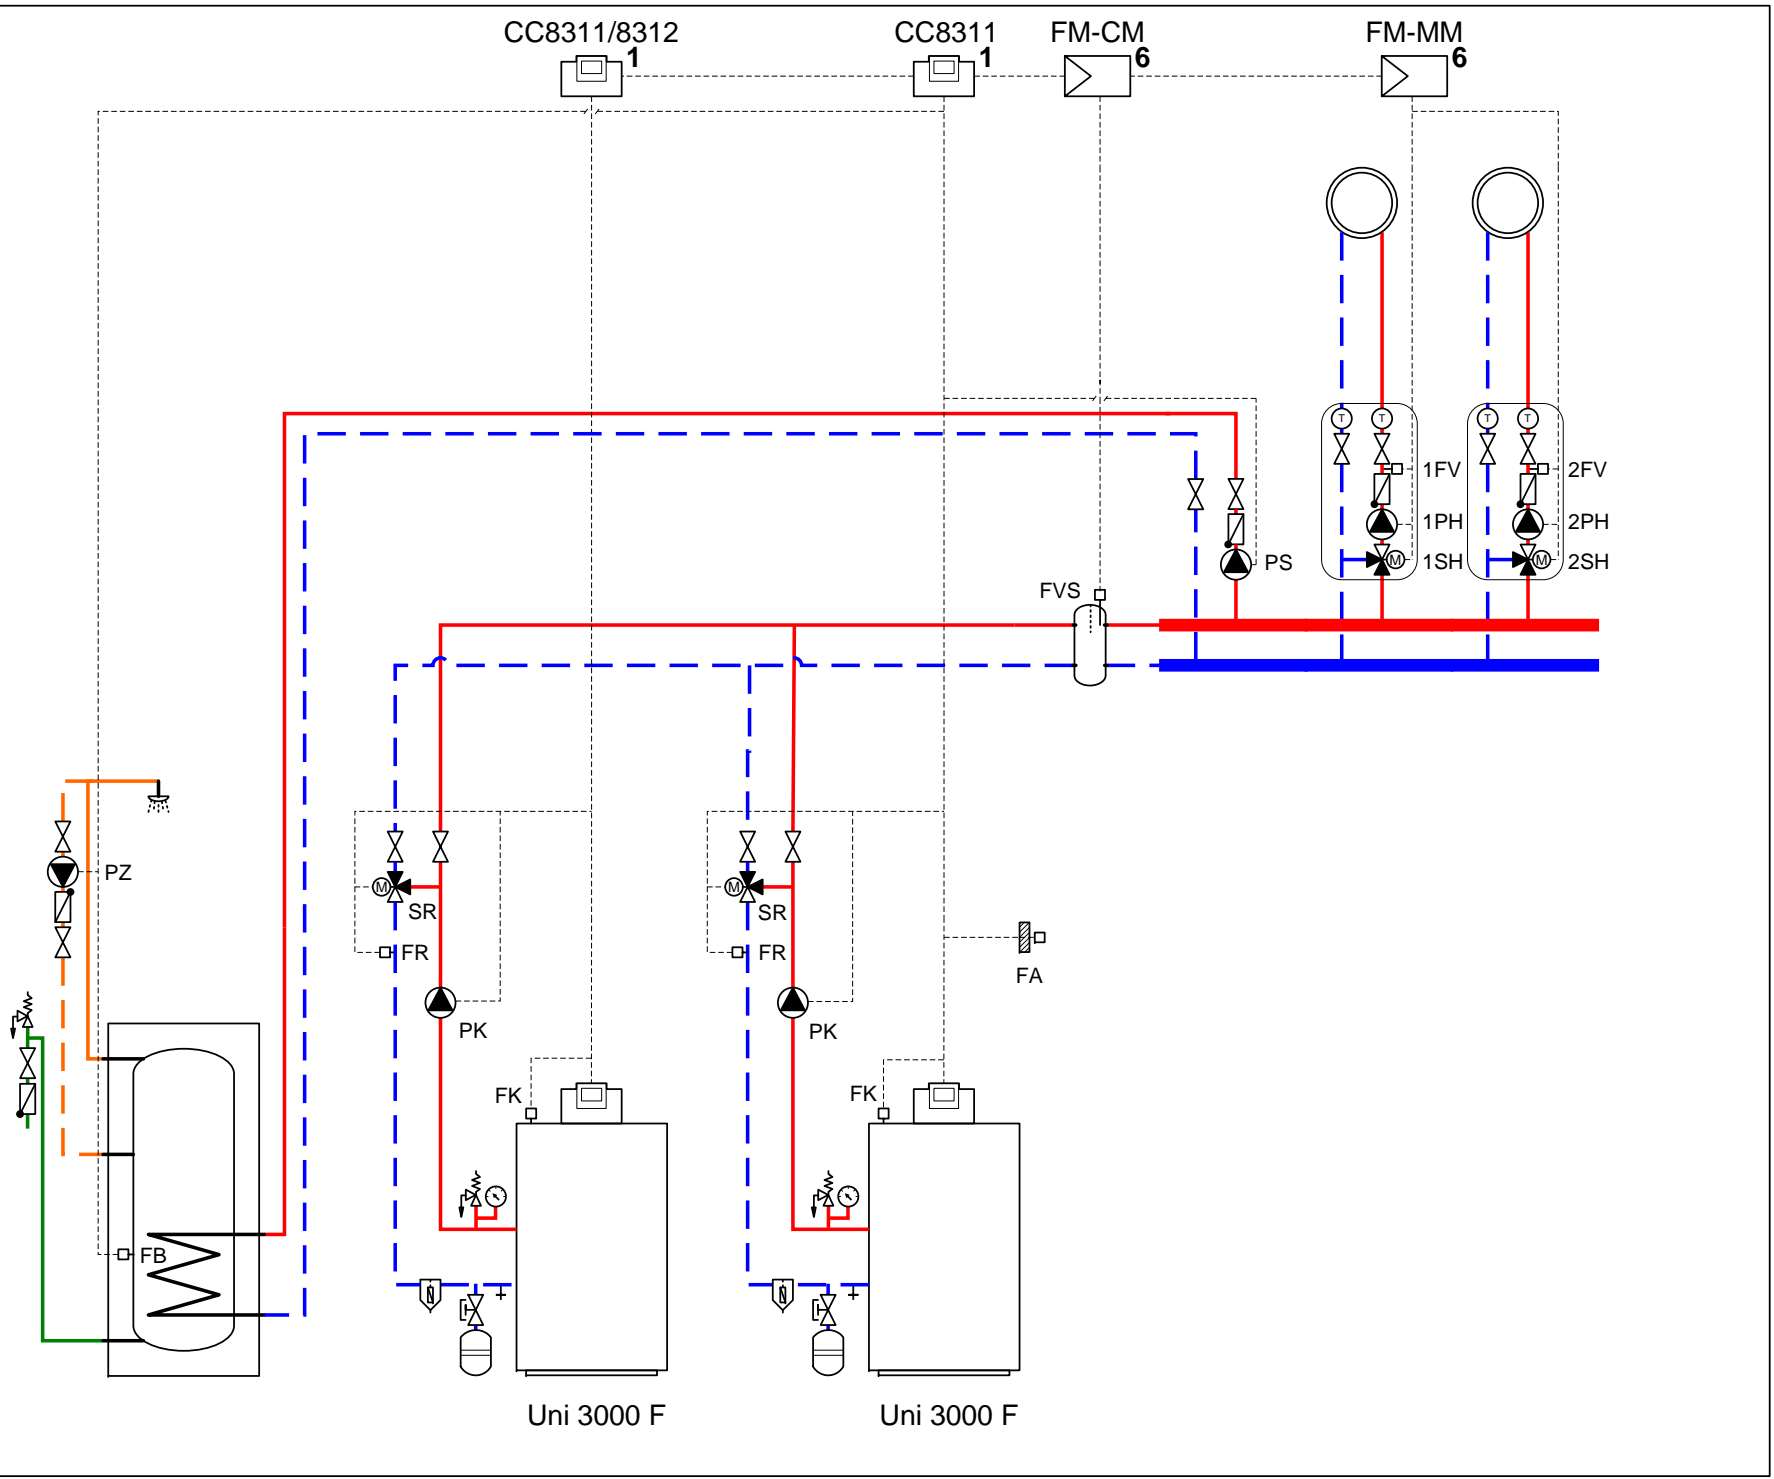 CC8311/8312
1
CC8311
1
FM-CM
6
FM-MM
6
T
T
T
T
1FV
2FV
1PH
2PH
PS
M
1SH
M
2SH
FVS
PZ
M
M
SR
SR
FR
FR
FA
PK
PK
FK
FK
FB
Uni 3000 F
Uni 3000 F